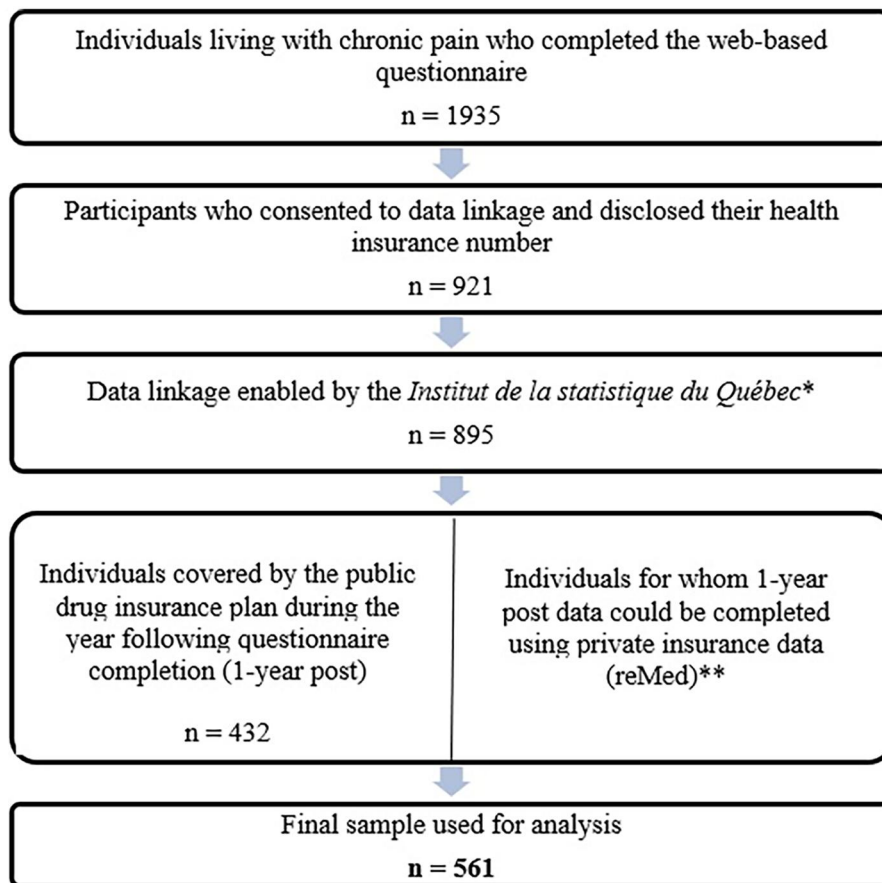 Individuals living with chronic pain who completed the web-based
questionnaire
n = 1935
Participants who consented to data linkage and disclosed their health
insurance number
n = 921
Data linkage enabled by the Institut de la statistique du Québec*
n = 895
Individuals covered by the public
drug insurance plan during the
year following questionnaire
completion (1-year post)
n = 432
Individuals for whom 1-year
post data could be completed
using private insurance data
(reMed)**
Final sample used for analysis
n = 561